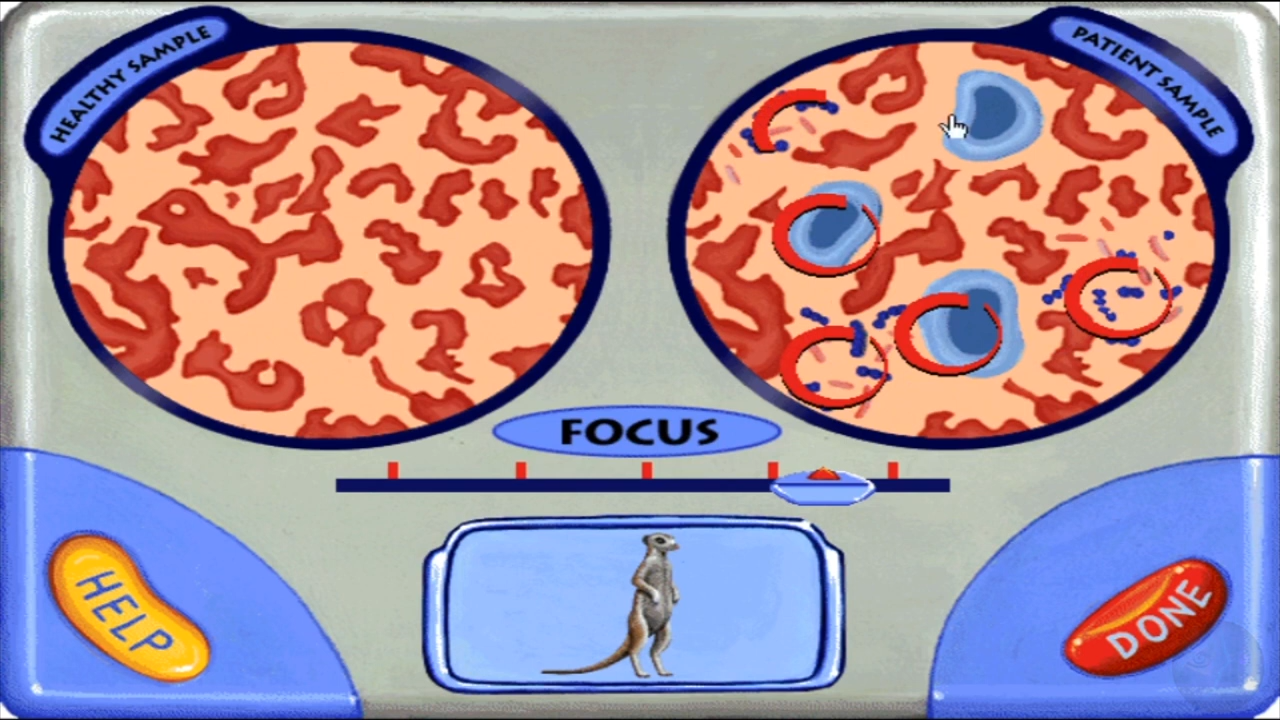 HEALTHY SAMPLE
PATIENT SAMPLE
FOCUS
HELP
DONE